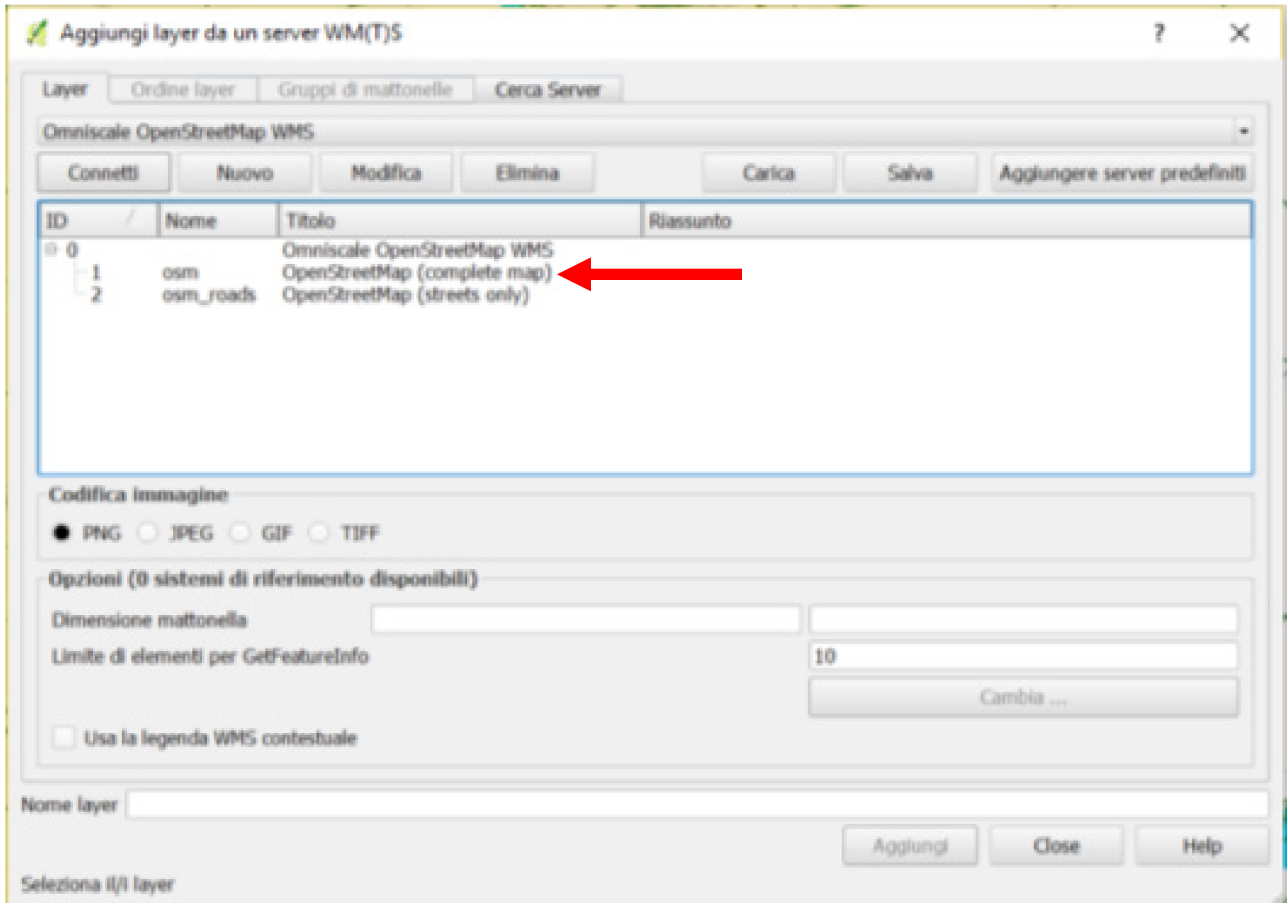 Aggiungi layer da un server WM(T)S ?
Layer Ordine layer Gruppi di mattonelle Cerca Server
Omniscale OpenStreetMap WMS
Connetti Nuovo Modifica Elimina Carica Salva Aggiungere server predefiniti
ID Nome Titolo Riassunto
0 Omniscale OpenStreetMap WMS
1 osm OpenStreetMap (complete map)
2 osm_roads OpenStreetMap (streets only)
Codifica immagine
PNG JPEG GIF TIFF
Opzioni (0 sistemi di riferimento disponibili)
Dimensione mattonella
Limite di elementi per GetFeatureInfo 10
Cambia ...
Usa la legenda WMS contestuale
Nome layer
Aggiungi Close Help
Seleziona il/i layer